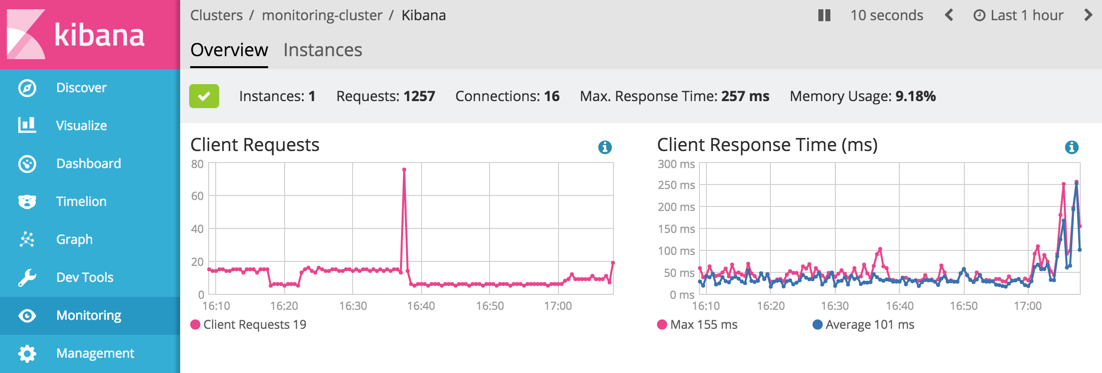 kibana
Discover
Visualize
Dashboard
Timelion
Graph
Dev Tools
Monitoring
Management
Clusters / monitoring-cluster / Kibana
10 seconds
Last 1 hour
Overview Instances
Instances: 1 Requests: 1257 Connections: 16 Max. Response Time: 257 ms Memory Usage: 9.18%
Client Requests
80
60
40
20
0
16:10 16:20 16:30 16:40 16:50 17:00
Client Requests 19
Client Response Time (ms)
300 ms
250 ms
200 ms
150 ms
100 ms
50 ms
0 ms
16:10 16:20 16:30 16:40 16:50 17:00
Max 155 ms Average 101 ms